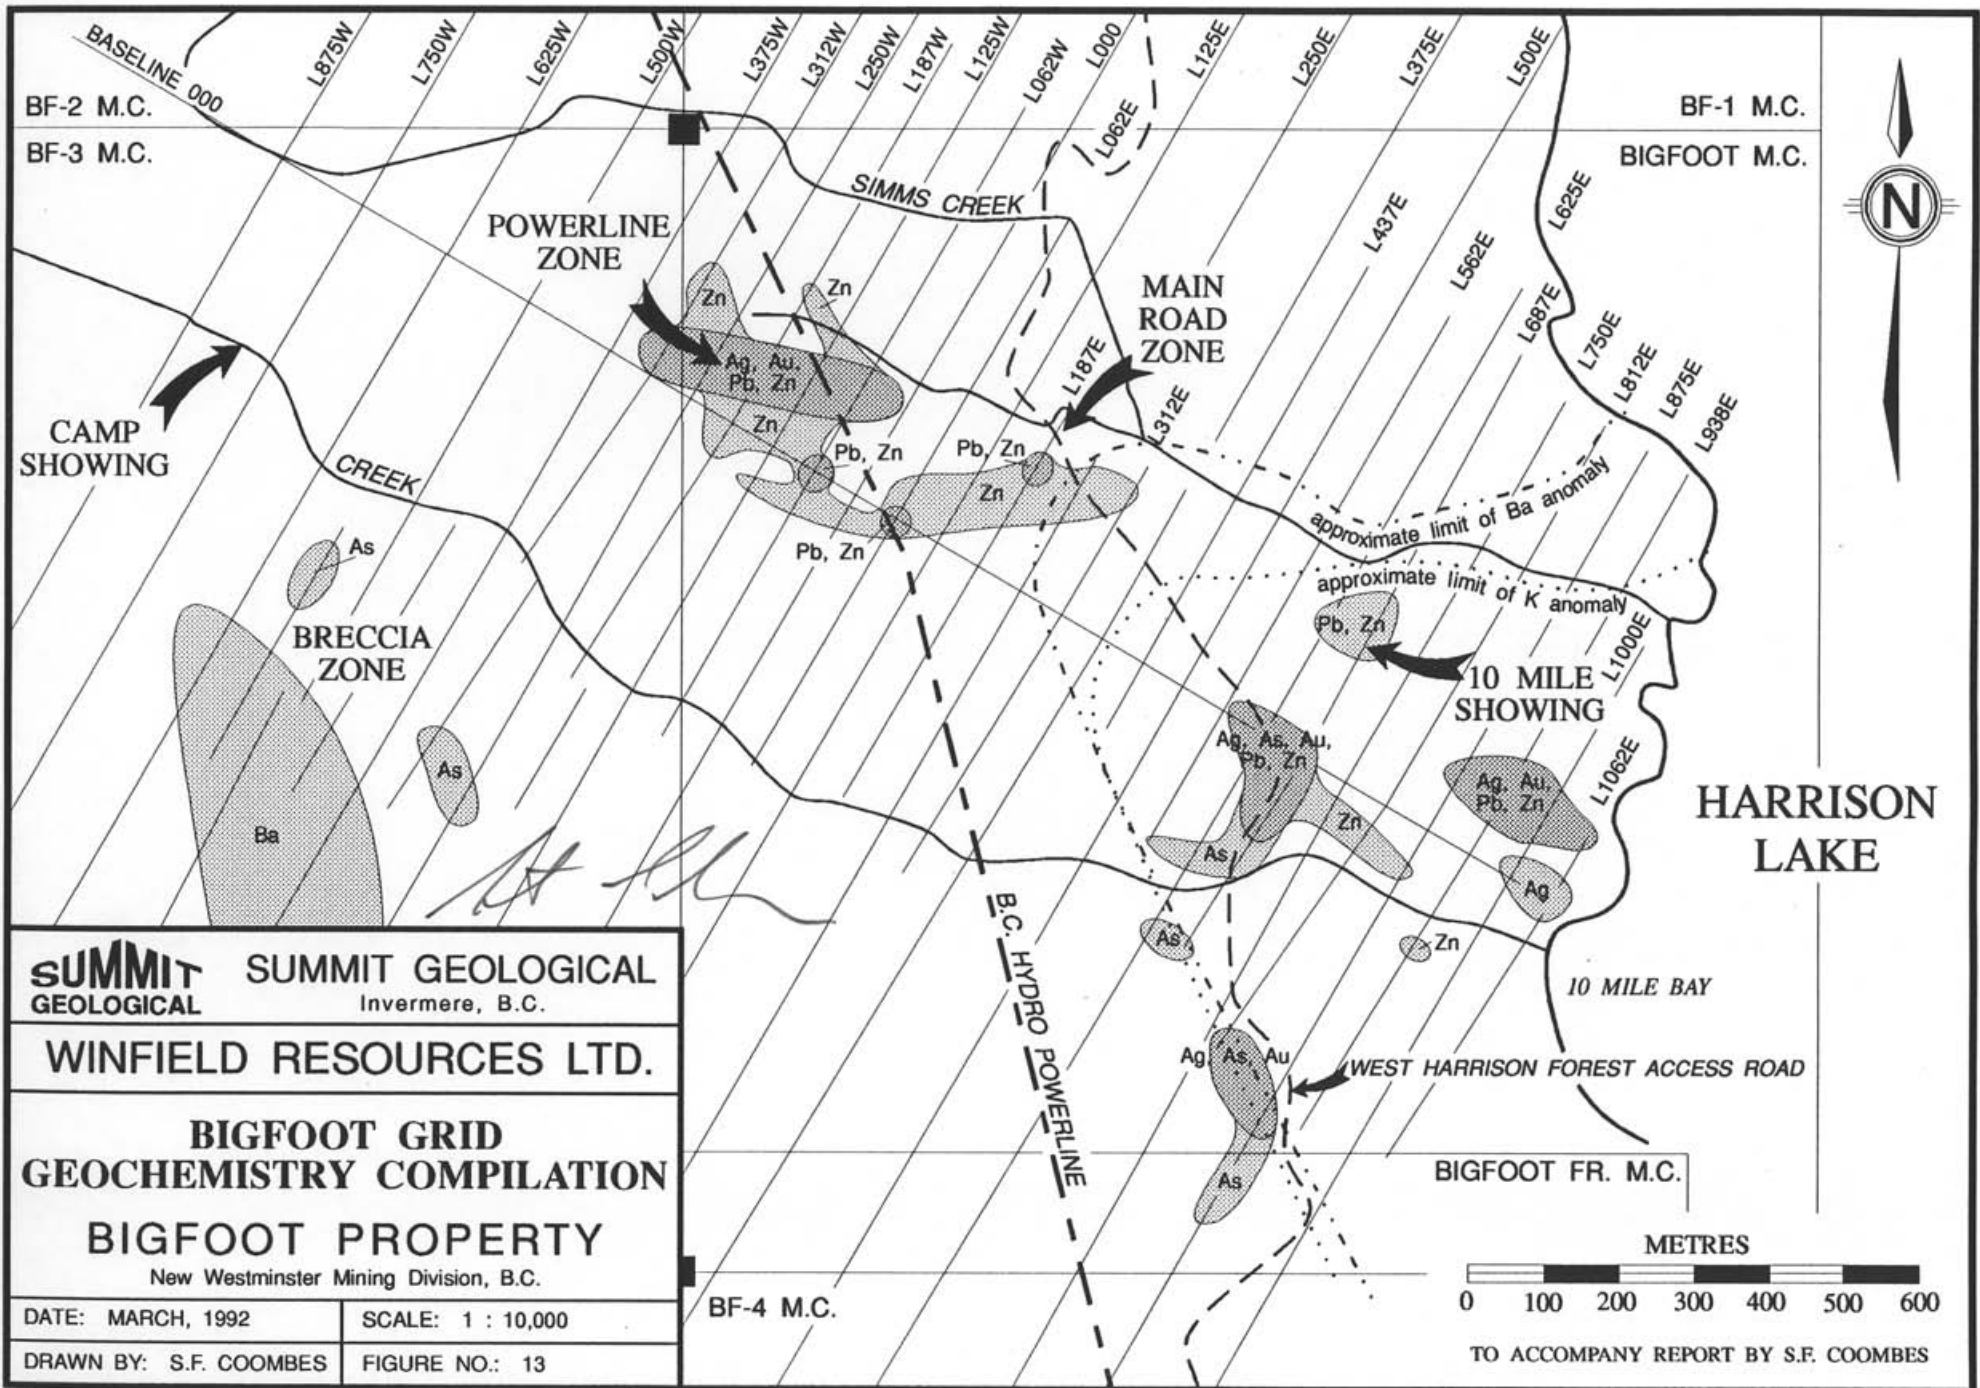 BASELINE 000
L875W
L750W
L625W
L500W
L375W
L312W
L250W
L187W
L125W
L062W
L000
L062E
L125E
L250E
L375E
L500E
BF-2 M.C.
BF-3 M.C.
BF-1 M.C.
BIGFOOT M.C.
N
SIMMS CREEK
L437E
L562E
L625E
L687E
L750E
L812E
L875E
L938E
POWERLINE
ZONE
Zn
Zn
MAIN
ROAD
ZONE
L187E
L312E
Ag, Au,
Pb, Zn
Zn
Pb, Zn
Pb, Zn
Zn
Pb, Zn
CAMP
SHOWING
CREEK
approximate limit of Ba anomaly
approximate limit of K anomaly
As
BRECCIA
ZONE
Pb, Zn
10 MILE
SHOWING
L1000E
L1062E
As
Ba
Ag, As, Au,
Pb, Zn
Zn
As
Ag, Au,
Pb, Zn
Ag
HARRISON
LAKE
As
Zn
10 MILE BAY
B.C. HYDRO POWERLINE
Ag, As, Au
WEST HARRISON FOREST ACCESS ROAD
As
BIGFOOT FR. M.C.
BF-4 M.C.
SUMMIT
GEOLOGICAL
SUMMIT GEOLOGICAL
Invermere, B.C.
WINFIELD RESOURCES LTD.
BIGFOOT GRID
GEOCHEMISTRY COMPILATION
BIGFOOT PROPERTY
New Westminster Mining Division, B.C.
DATE: MARCH, 1992
SCALE: 1 : 10,000
DRAWN BY: S.F. COOMBES
FIGURE NO.: 13
METRES
0 100 200 300 400 500 600
TO ACCOMPANY REPORT BY S.F. COOMBES